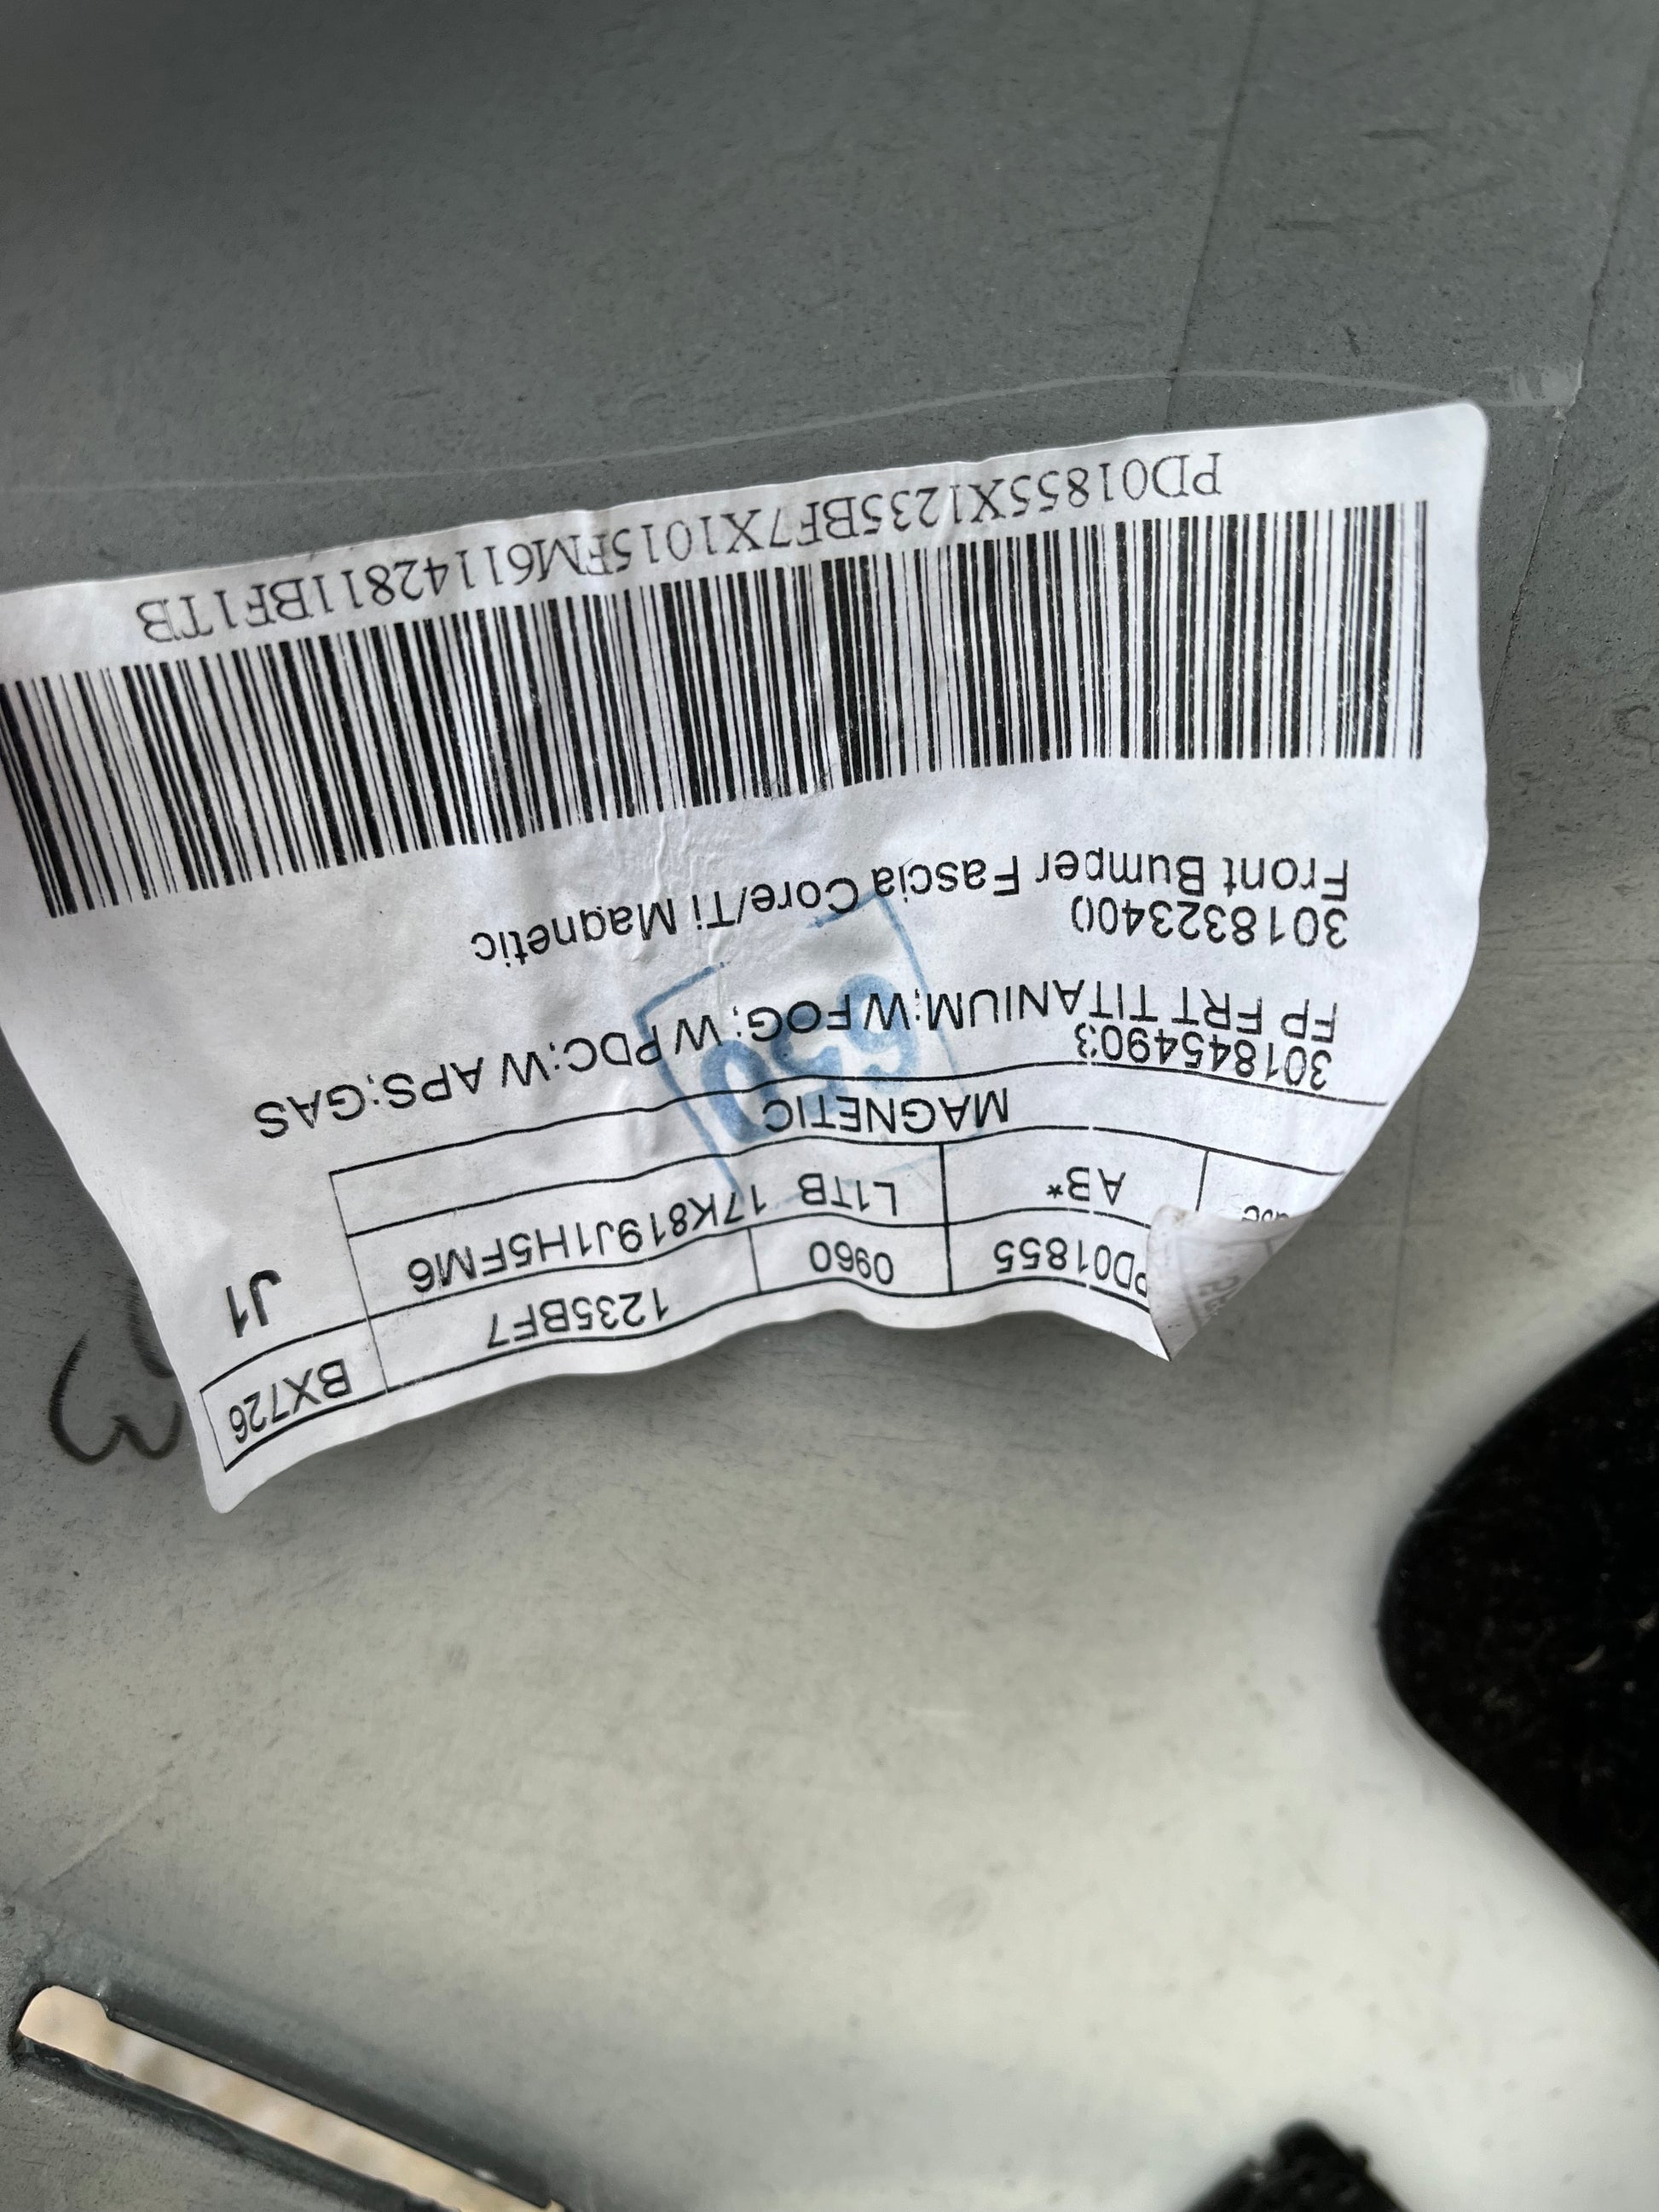 PD01855 0960 1235BF7 BX726
AB* L1TB 17K819J1H5FM6 J1
MAGNETIC
3018454903
FP FRT TITANIUM;W FOG; W PDC;W APS;GAS
3018323400
Front Bumper Fascia Core/Ti Magnetic
PD01855X1235BF7X1015FM61142811BF1TB